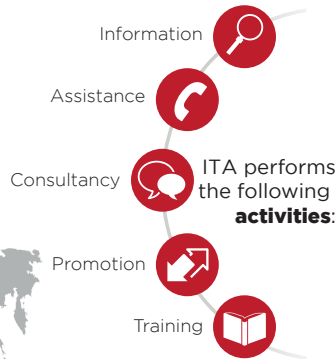 Information
Assistance
Consultancy
ITA performs
the following
activities:
Promotion
Training